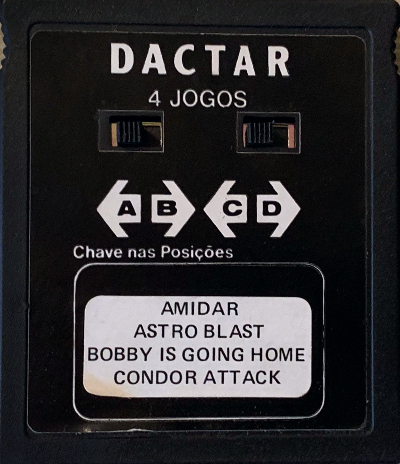 DACTAR
4 JOGOS
A B C D
Chave nas Posições
AMIDAR
ASTRO BLAST
BOBBY IS GOING HOME
CONDOR ATTACK